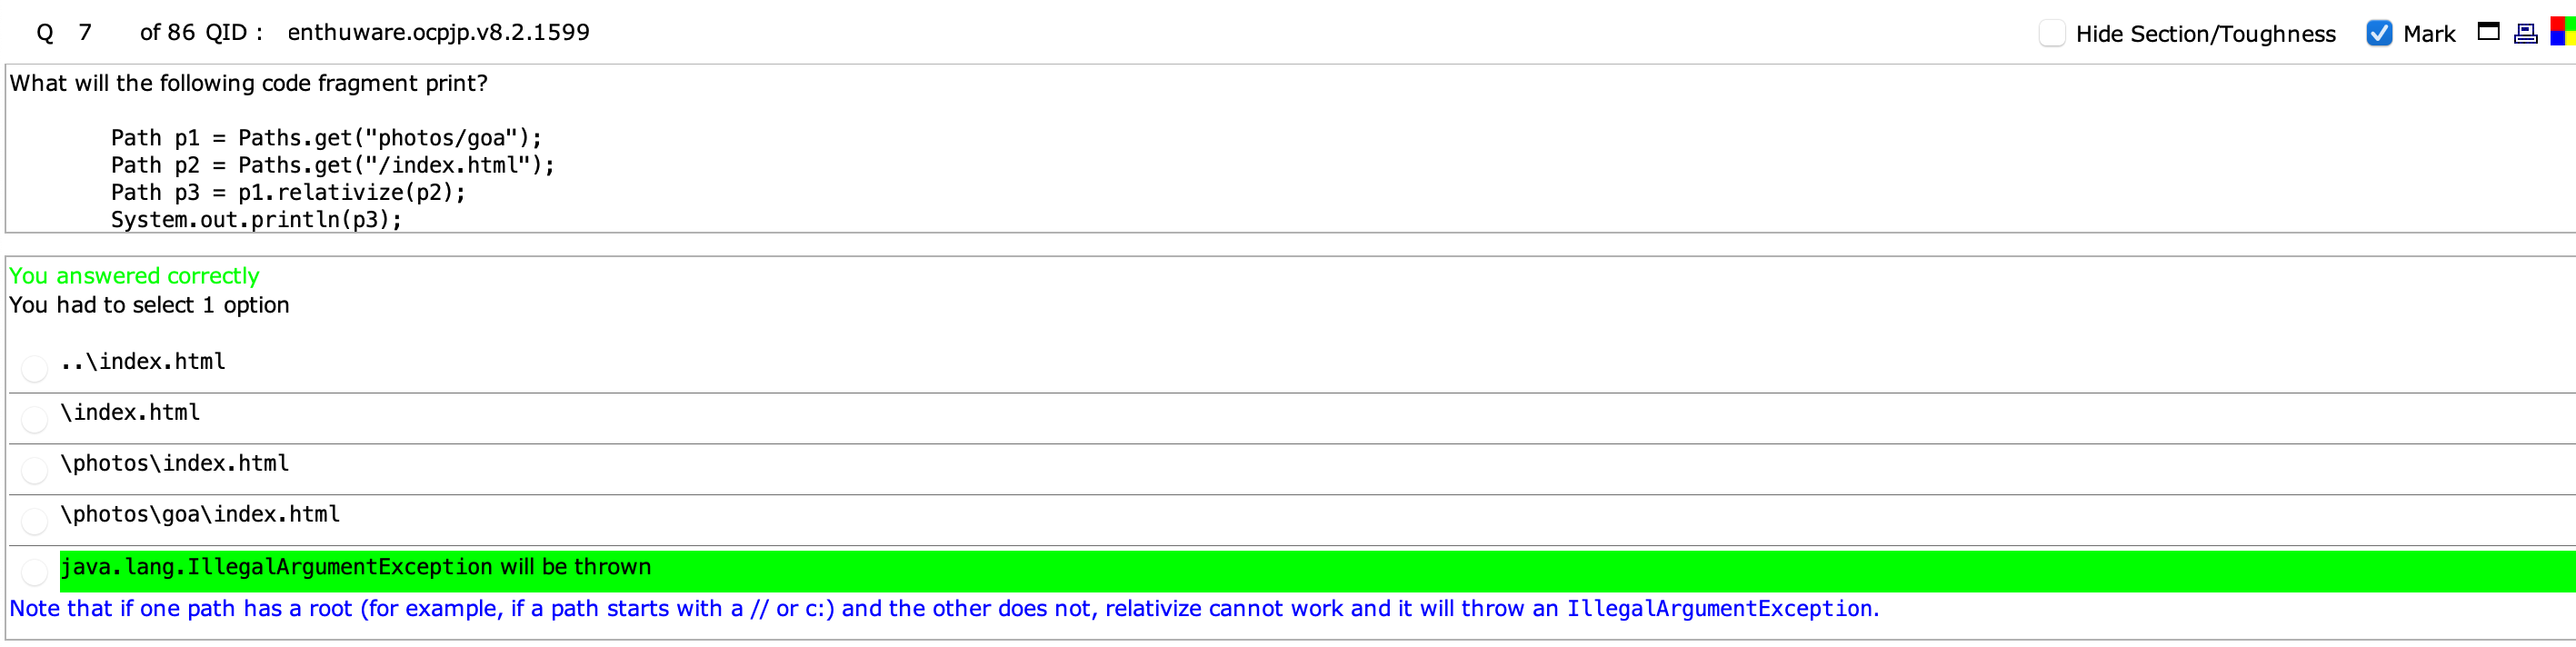 Q 7 of 86 QID : enthuware.ocpjp.v8.2.1599 Hide Section/Toughness Mark
What will the following code fragment print?
Path p1 = Paths.get("photos/goa");
Path p2 = Paths.get("/index.html");
Path p3 = p1.relativize(p2);
System.out.println(p3);
You answered correctly
You had to select 1 option
..\index.html
\index.html
\photos\index.html
\photos\goa\index.html
java.lang.IllegalArgumentException will be thrown
Note that if one path has a root (for example, if a path starts with a // or c:) and the other does not, relativize cannot work and it will throw an IllegalArgumentException.